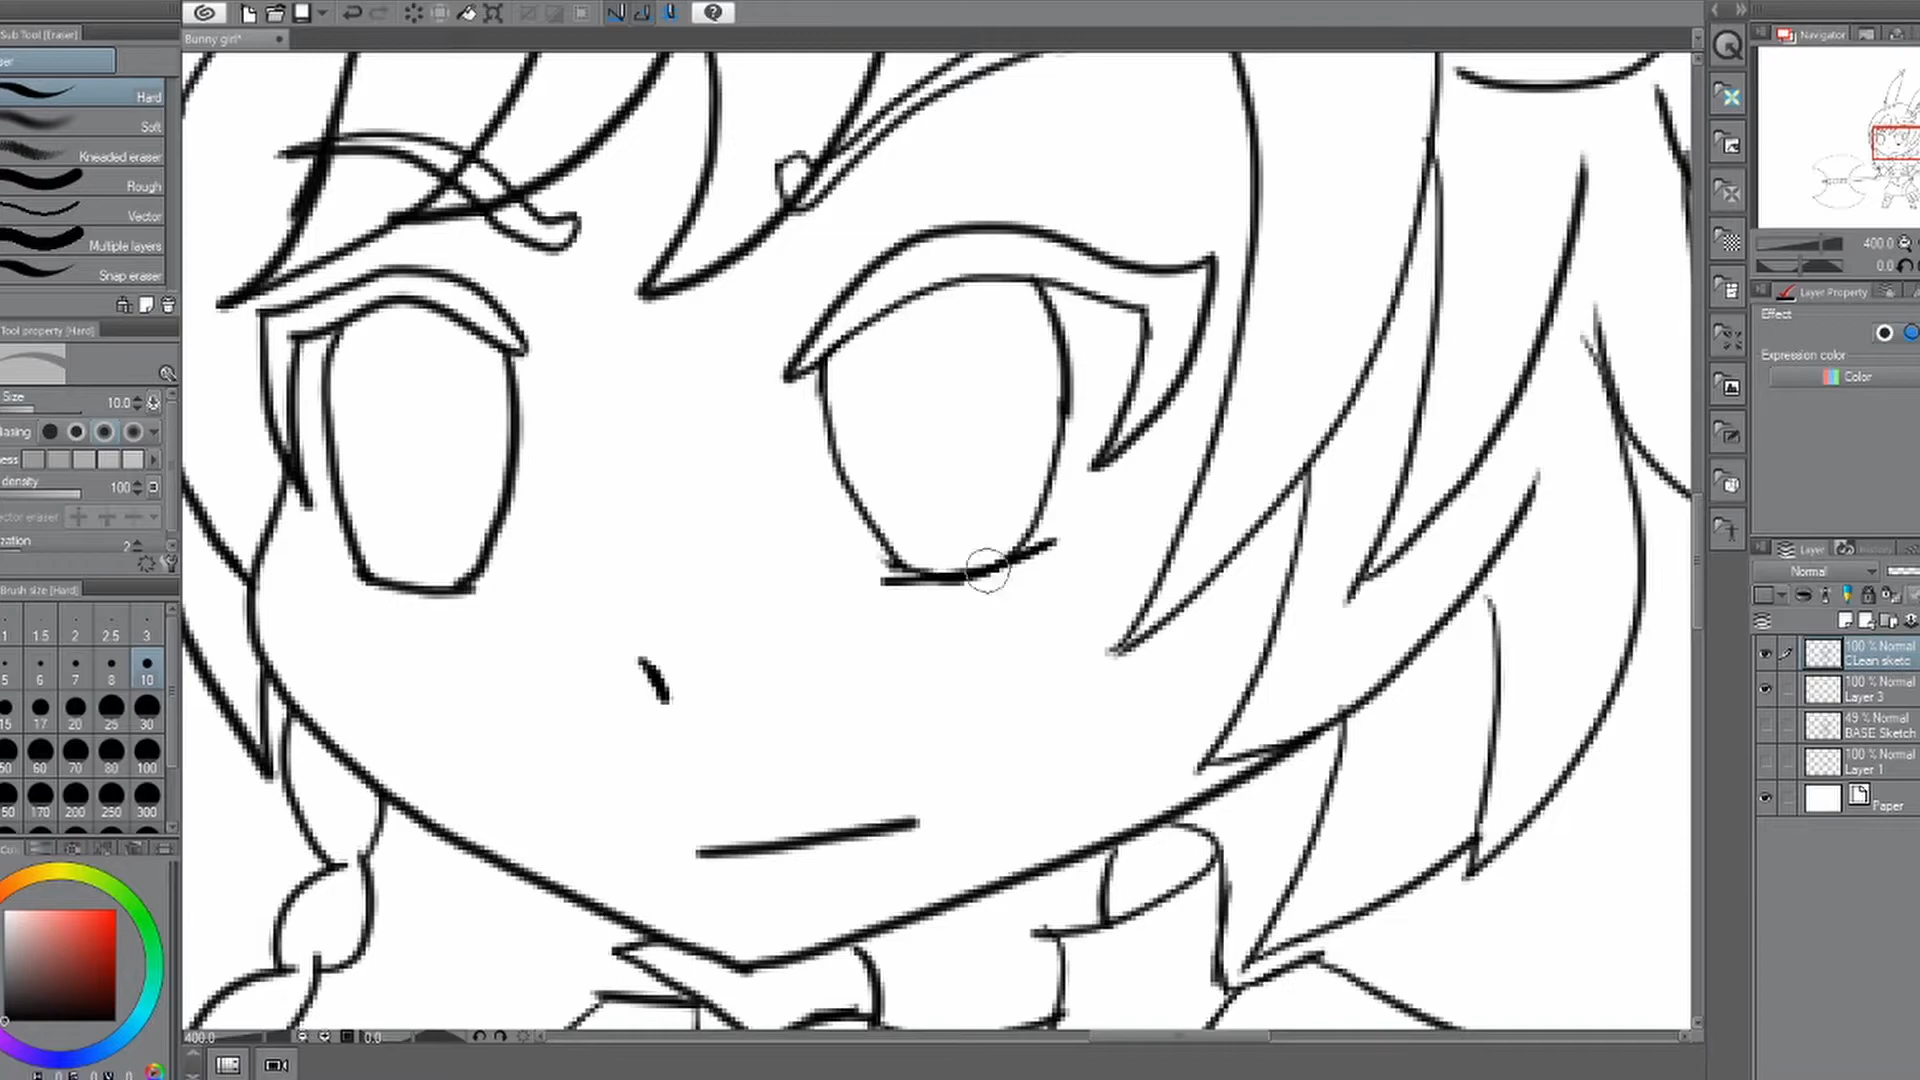 Bunny girl*
Sub Tool [Eraser]
Hard
Soft
Kneaded eraser
Rough
Vector
Multiple layers
Snap eraser
Tool property [Hard]
Size 10.0
density 100
2
Brush size [Hard]
1 1.5 2 2.5 3
5 6 7 8 10
15 17 20 25 30
50 60 70 80 100
50 170 200 250 300
400.0 0.0
Navigator
400.0
0.0
Layer Property
Effect
Expression color
Color
Layer
Normal
100 % Normal
CLean sketc
100 % Normal
Layer 3
49 % Normal
BASE Sketch
100 % Normal
Layer 1
Paper